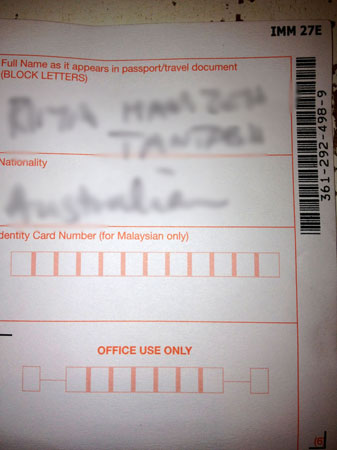 IMM 27E
Full Name as it appears in passport/travel document
(BLOCK LETTERS)
Nationality
dentity Card Number (for Malaysian only)
OFFICE USE ONLY
361-292-498-9